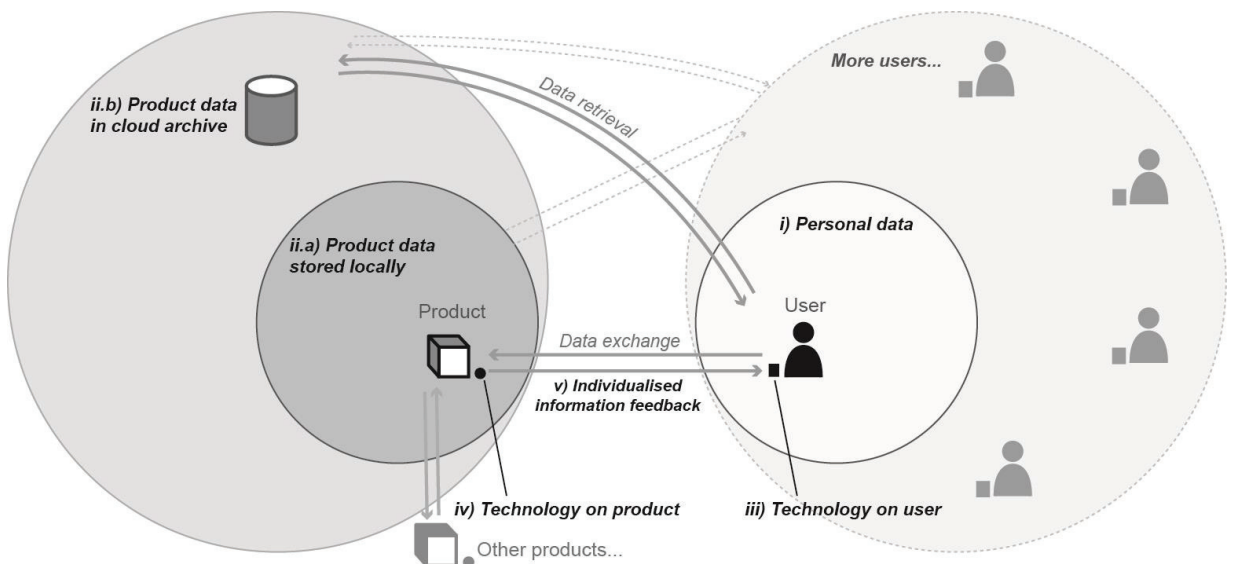 More users...
ii.b) Product data
in cloud archive
Data retrieval
i) Personal data
ii.a) Product data
stored locally
Product
User
Data exchange
v) Individualised
information feedback
iv) Technology on product
iii) Technology on user
Other products...